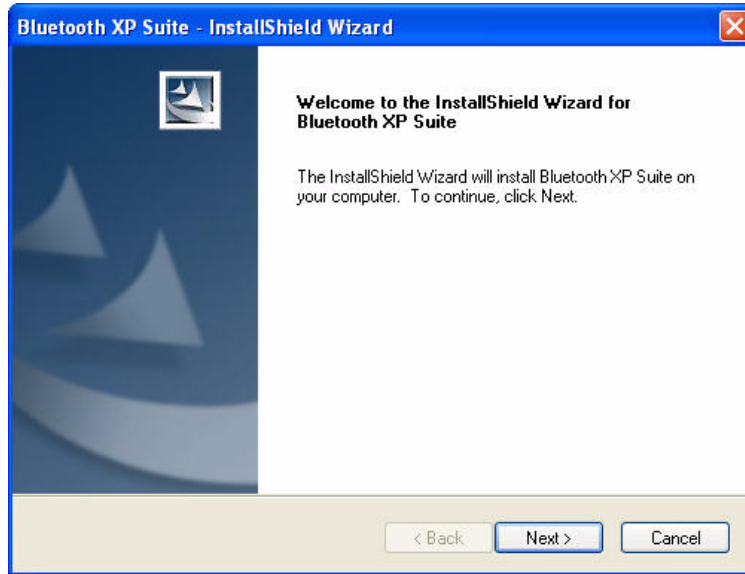 Bluetooth XP Suite - InstallShield Wizard
Welcome to the InstallShield Wizard for
Bluetooth XP Suite
The InstallShield Wizard will install Bluetooth XP Suite on
your computer. To continue, click Next.
< Back
Next >
Cancel